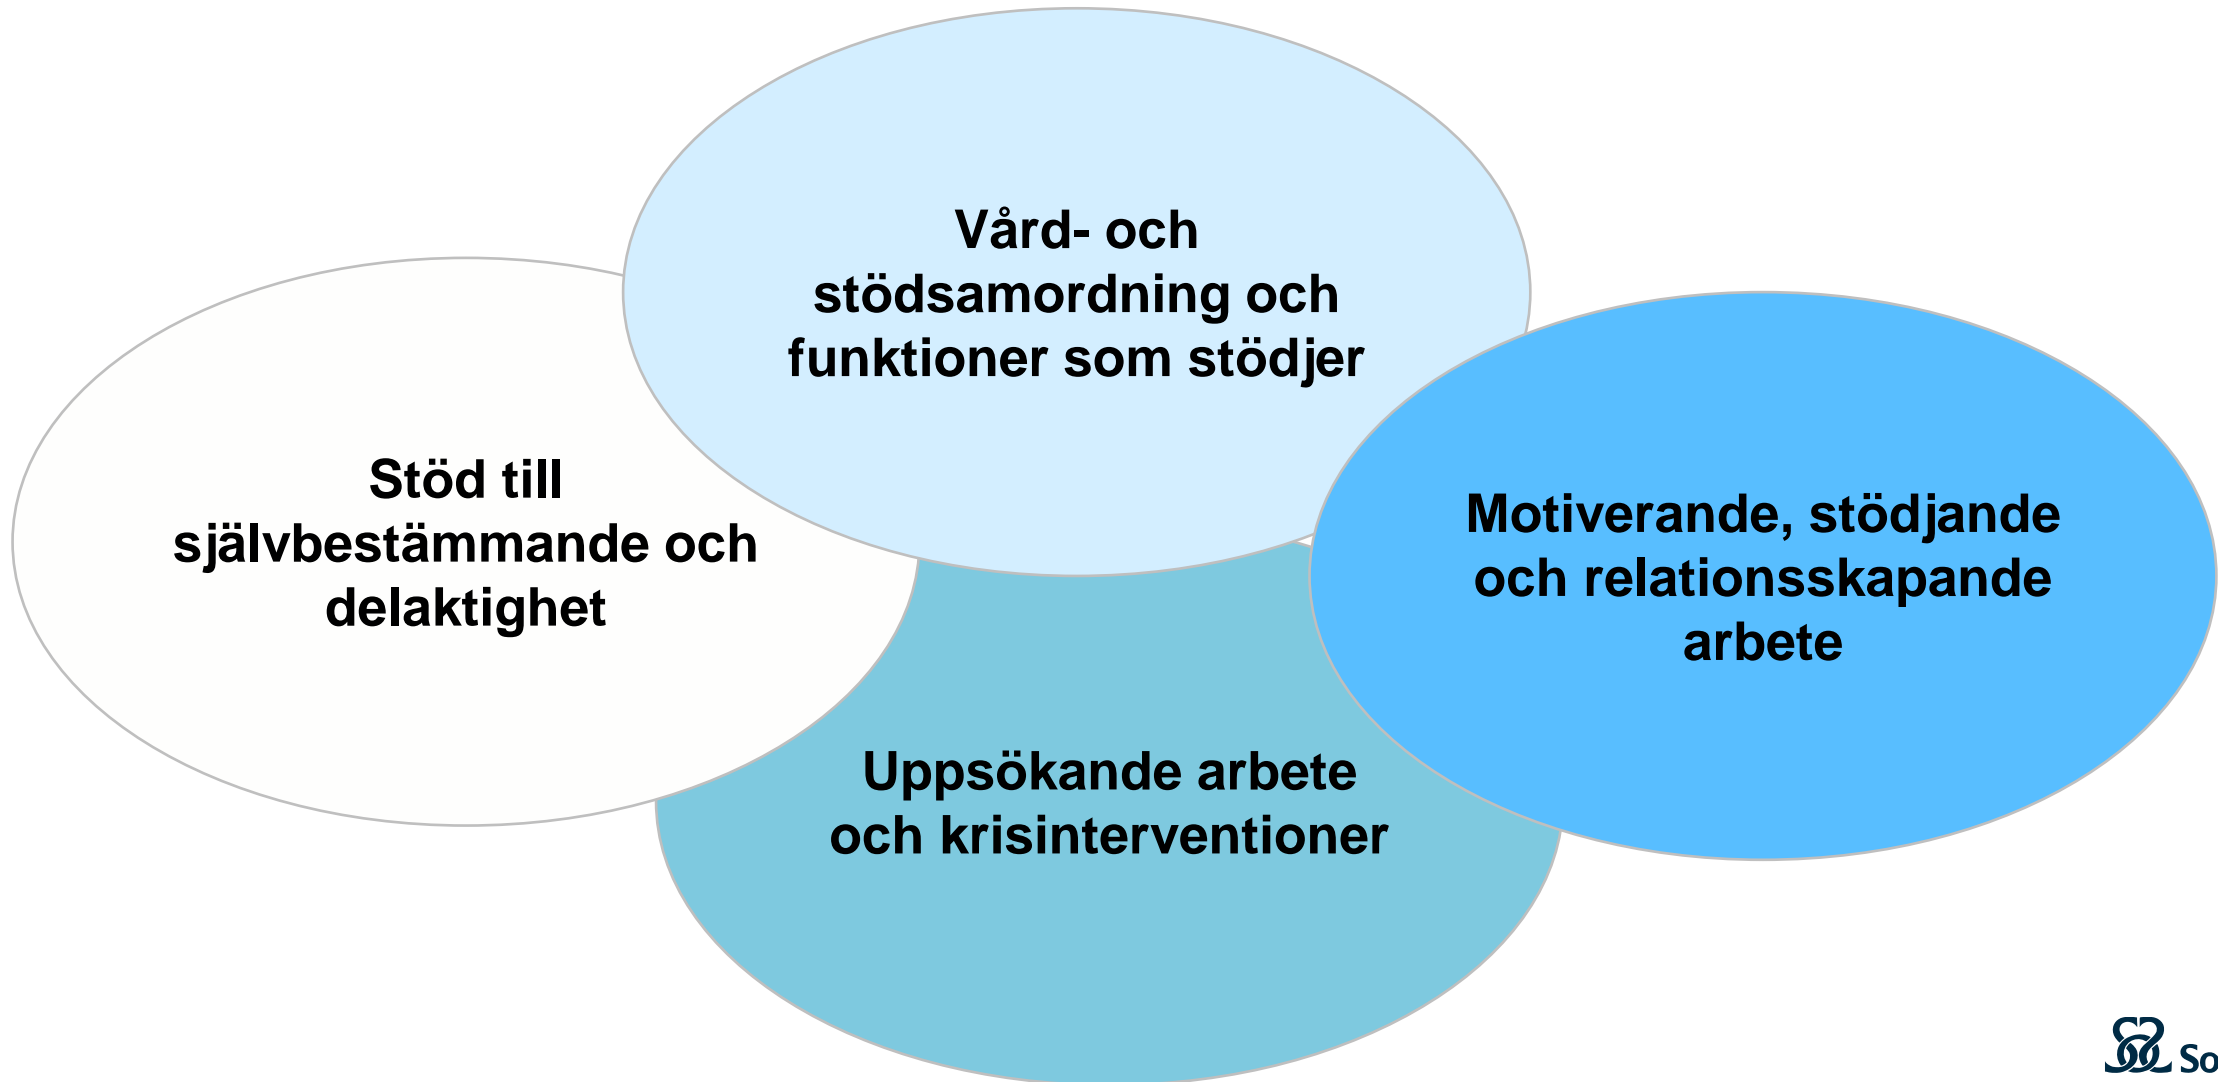 Vård- och
stödsamordning och
funktioner som stödjer
Stöd till
självbestämmande och
delaktighet
Motiverande, stödjande
och relationsskapande
arbete
Uppsökande arbete
och krisinterventioner
So